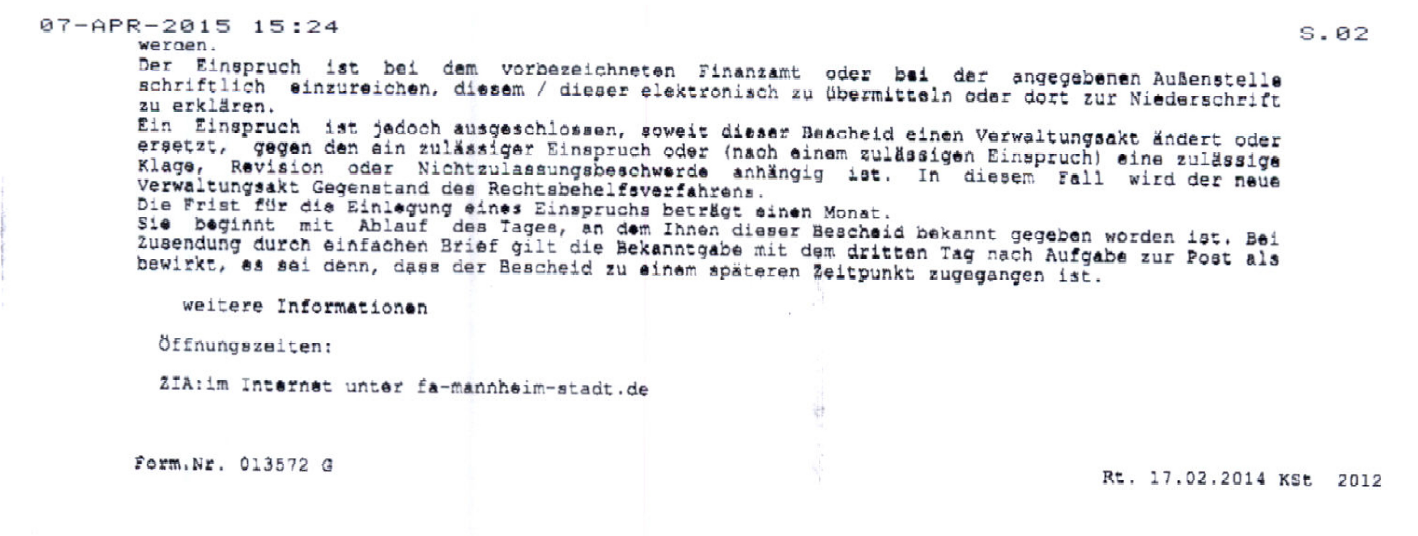 07-APR-2015 15:24
S.02
werden.
Der Einspruch ist bei dem vorbezeichneten Finanzamt oder bei der angegebenen Außenstelle
schriftlich einzureichen, diesem / dieser elektronisch zu übermitteln oder dort zur Niederschrift
zu erklären.
Ein Einspruch ist jedoch ausgeschlossen, soweit dieser Bescheid einen Verwaltungsakt ändert oder
ersetzt, gegen den ein zulässiger Einspruch oder (nach einem zulässigen Einspruch) eine zulässige
Klage, Revision oder Nichtzulassungsbeschwerde anhängig ist. In diesem Fall wird der neue
Verwaltungsakt Gegenstand des Rechtsbehelfsverfahrens.
Die Frist für die Einlegung eines Einspruchs beträgt einen Monat.
Sie beginnt mit Ablauf des Tages, an dem Ihnen dieser Bescheid bekannt gegeben worden ist. Bei
Zusendung durch einfachen Brief gilt die Bekanntgabe mit dem dritten Tag nach Aufgabe zur Post als
bewirkt, es sei denn, dass der Bescheid zu einem späteren Zeitpunkt zugegangen ist.
weitere Informationen
Öffnungszeiten:
ZIA:im Internet unter fa-mannheim-stadt.de
Form.Nr. 013572 G
Rt. 17.02.2014 KSt 2012